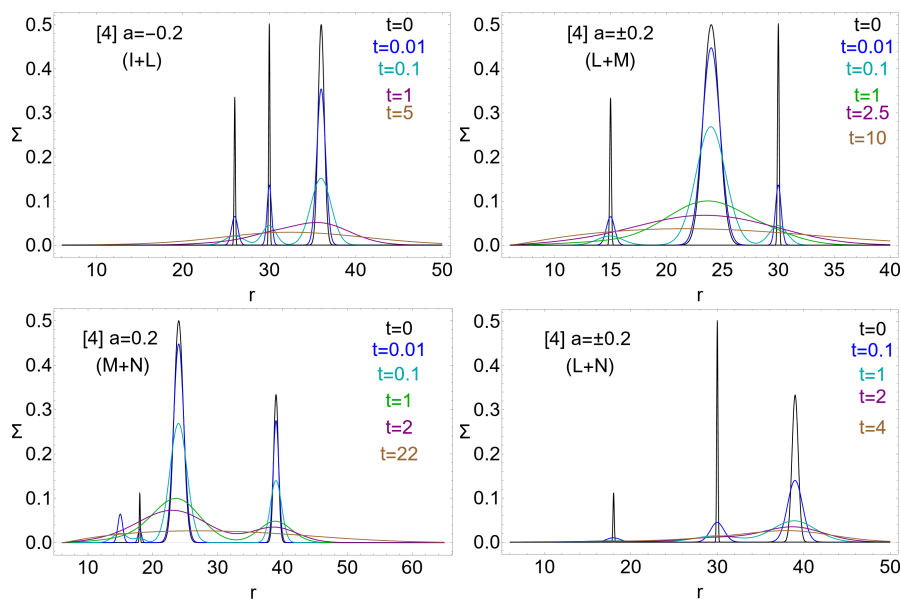 [4] a=−0.2
(I+L)
t=0
t=0.01
t=0.1
t=1
t=5
0.5
0.4
0.3
0.2
0.1
0.0
Σ
10 20 30 40 50
r
[4] a=±0.2
(L+M)
t=0
t=0.01
t=0.1
t=1
t=2.5
t=10
0.5
0.4
0.3
0.2
0.1
0.0
Σ
10 15 20 25 30 35 40
r
[4] a=0.2
(M+N)
t=0
t=0.01
t=0.1
t=1
t=2
t=22
0.5
0.4
0.3
0.2
0.1
0.0
Σ
10 20 30 40 50 60
r
[4] a=±0.2
(L+N)
t=0
t=0.1
t=1
t=2
t=4
0.5
0.4
0.3
0.2
0.1
0.0
Σ
10 20 30 40 50
r